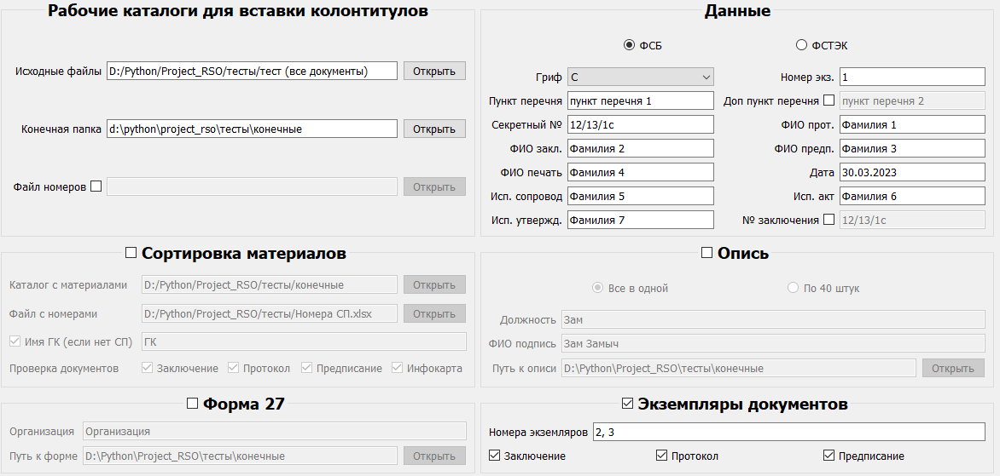 Рабочие каталоги для вставки колонтитулов
Исходные файлы D:/Python/Project_RSO/тесты/тест (все документы) Открыть
Конечная папка d:\python\project_rso\тесты\конечные Открыть
Файл номеров Открыть
Данные
ФСБ ФСТЭК
Гриф С Номер экз. 1
Пункт перечня пункт перечня 1 Доп пункт перечня пункт перечня 2
Секретный № 12/13/1с ФИО прот. Фамилия 1
ФИО закл. Фамилия 2 ФИО предп. Фамилия 3
ФИО печать Фамилия 4 Дата 30.03.2023
Исп. сопровод Фамилия 5 Исп. акт Фамилия 6
Исп. утвержд. Фамилия 7 № заключения 12/13/1с
Сортировка материалов
Каталог с материалами D:/Python/Project_RSO/тесты/конечные Открыть
Файл с номерами D:/Python/Project_RSO/тесты/Номера СП.xlsx Открыть
Имя ГК (если нет СП) ГК
Проверка документов Заключение Протокол Предписание Инфокарта
Опись
Все в одной По 40 штук
Должность Зам
ФИО подпись Зам Замыч
Путь к описи D:\Python\Project_RSO\тесты\конечные Открыть
Форма 27
Организация Организация
Путь к форме D:\Python\Project_RSO\тесты\конечные Открыть
Экземпляры документов
Номера экземляров 2, 3
Заключение Протокол Предписание